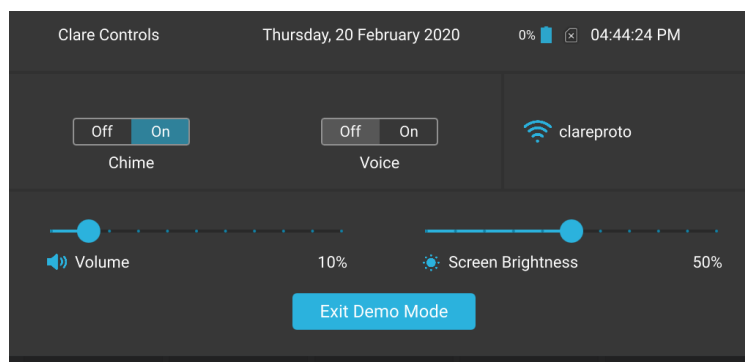 Clare Controls Thursday, 20 February 2020 0% 04:44:24 PM
Off On Off On
clareproto
Chime Voice
Volume 10% Screen Brightness 50%
Exit Demo Mode